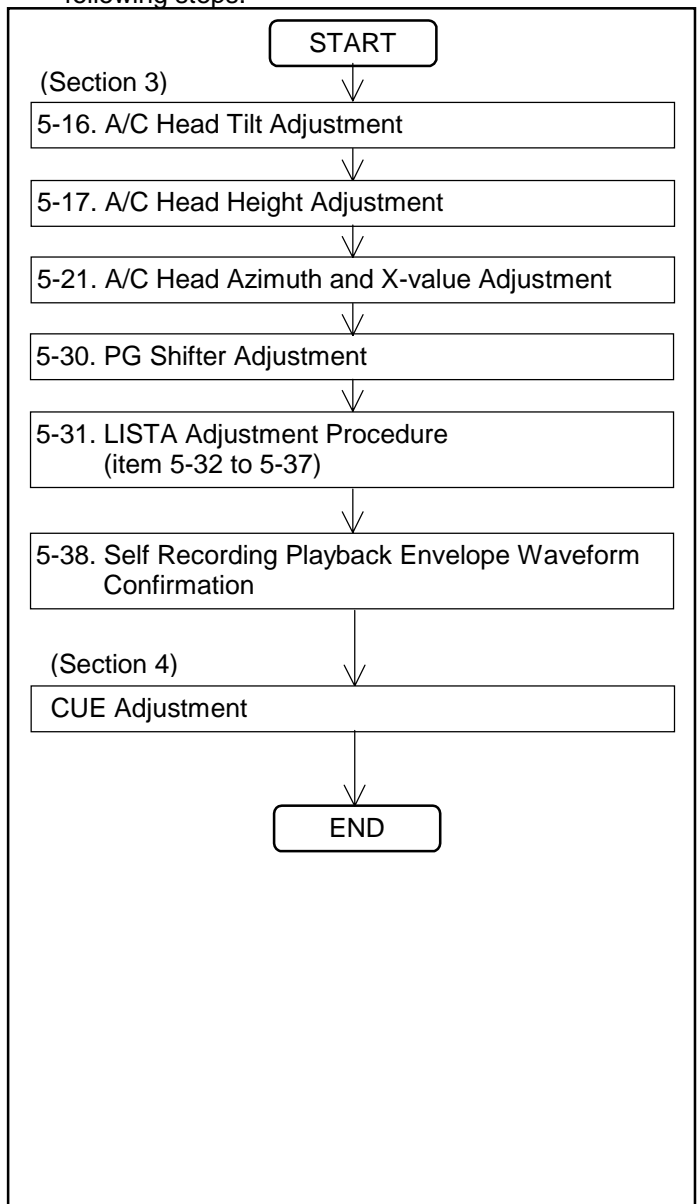 following steps.
START
(Section 3)
5-16. A/C Head Tilt Adjustment
5-17. A/C Head Height Adjustment
5-21. A/C Head Azimuth and X-value Adjustment
5-30. PG Shifter Adjustment
5-31. LISTA Adjustment Procedure
(item 5-32 to 5-37)
5-38. Self Recording Playback Envelope Waveform
Confirmation
(Section 4)
CUE Adjustment
END